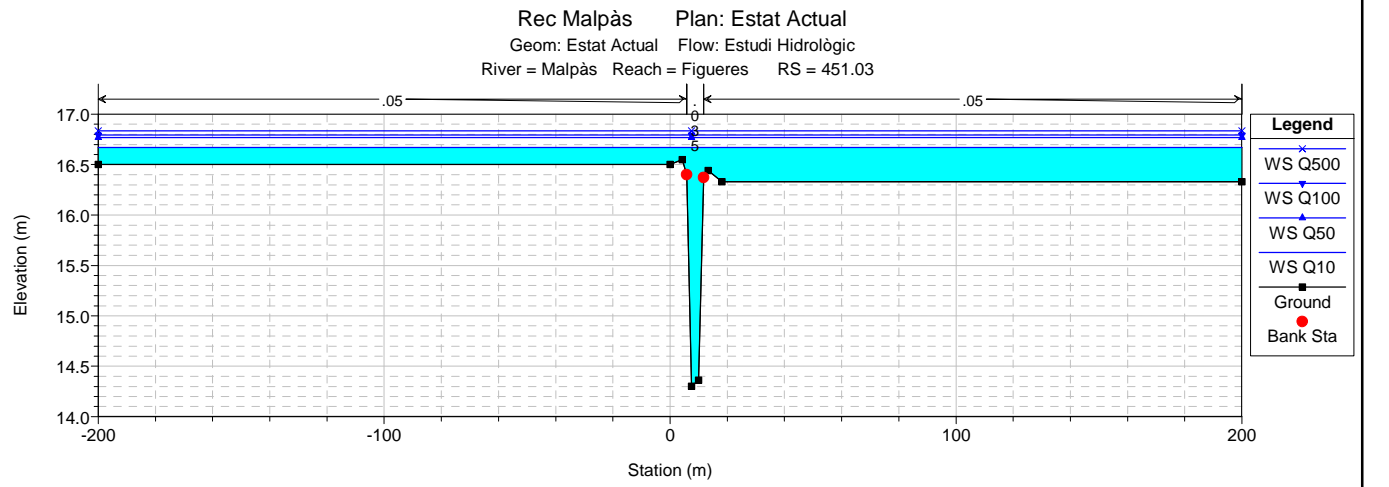 Rec Malpàs Plan: Estat Actual
Geom: Estat Actual Flow: Estudi Hidrològic
River = Malpàs Reach = Figueres RS = 451.03
.05
.
0
.05
5
17.0
16.5
16.0
15.5
15.0
14.5
14.0
-200
-100
0
100
200
Elevation (m)
Station (m)
Legend
WS Q500
WS Q100
WS Q50
WS Q10
Ground
Bank Sta